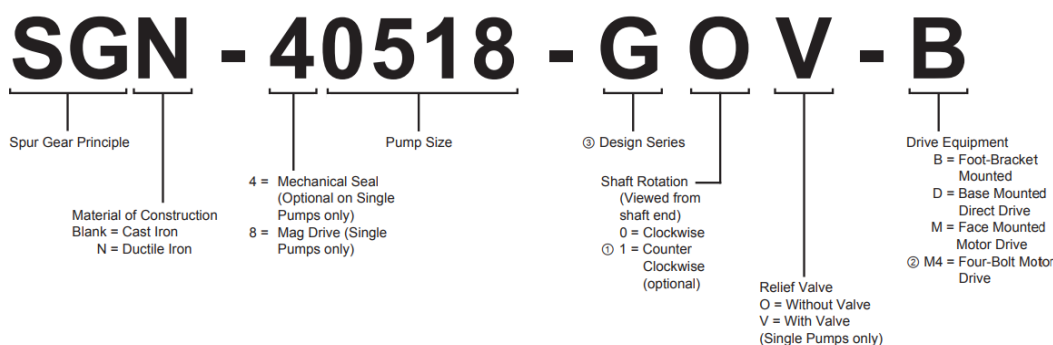 SGN - 40518 - G O V - B
Spur Gear Principle
Material of Construction
Blank = Cast Iron
N = Ductile Iron
4 = Mechanical Seal
(Optional on Single
Pumps only)
8 = Mag Drive (Single
Pumps only)
Pump Size
③ Design Series
Shaft Rotation
(Viewed from
shaft end)
0 = Clockwise
① 1 = Counter
Clockwise
(optional)
Relief Valve
O = Without Valve
V = With Valve
(Single Pumps only)
Drive Equipment
B = Foot-Bracket
Mounted
D = Base Mounted
Direct Drive
M = Face Mounted
Motor Drive
② M4 = Four-Bolt Motor
Drive